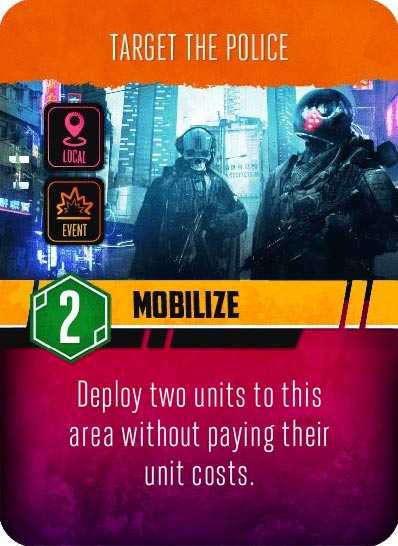 TARGET THE POLICE
LOCAL
EVENT
2 MOBILIZE
Deploy two units to this
area without paying their
unit costs.